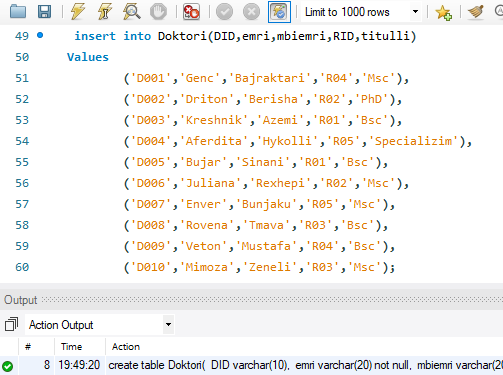 Limit to 1000 rows
49 insert into Doktori(DID,emri,mbiemri,RID,titulli)
50 Values
51 ('D001','Genc','Bajraktari','R04','Msc'),
52 ('D002','Driton','Berisha','R02','PhD'),
53 ('D003','Kreshnik','Azemi','R01','Bsc'),
54 ('D004','Aferdita','Hykolli','R05','Specializim'),
55 ('D005','Bujar','Sinani','R01','Bsc'),
56 ('D006','Juliana','Rexhepi','R02','Msc'),
57 ('D007','Enver','Bunjaku','R05','Msc'),
58 ('D008','Rovena','Tmava','R03','Bsc'),
59 ('D009','Veton','Mustafa','R04','Bsc'),
60 ('D010','Mimoza','Zeneli','R03','Msc');
Output
Action Output
# Time Action
8 19:49:20 create table Doktori( DID varchar(10), emri varchar(20) not null, mbiemri varchar(20